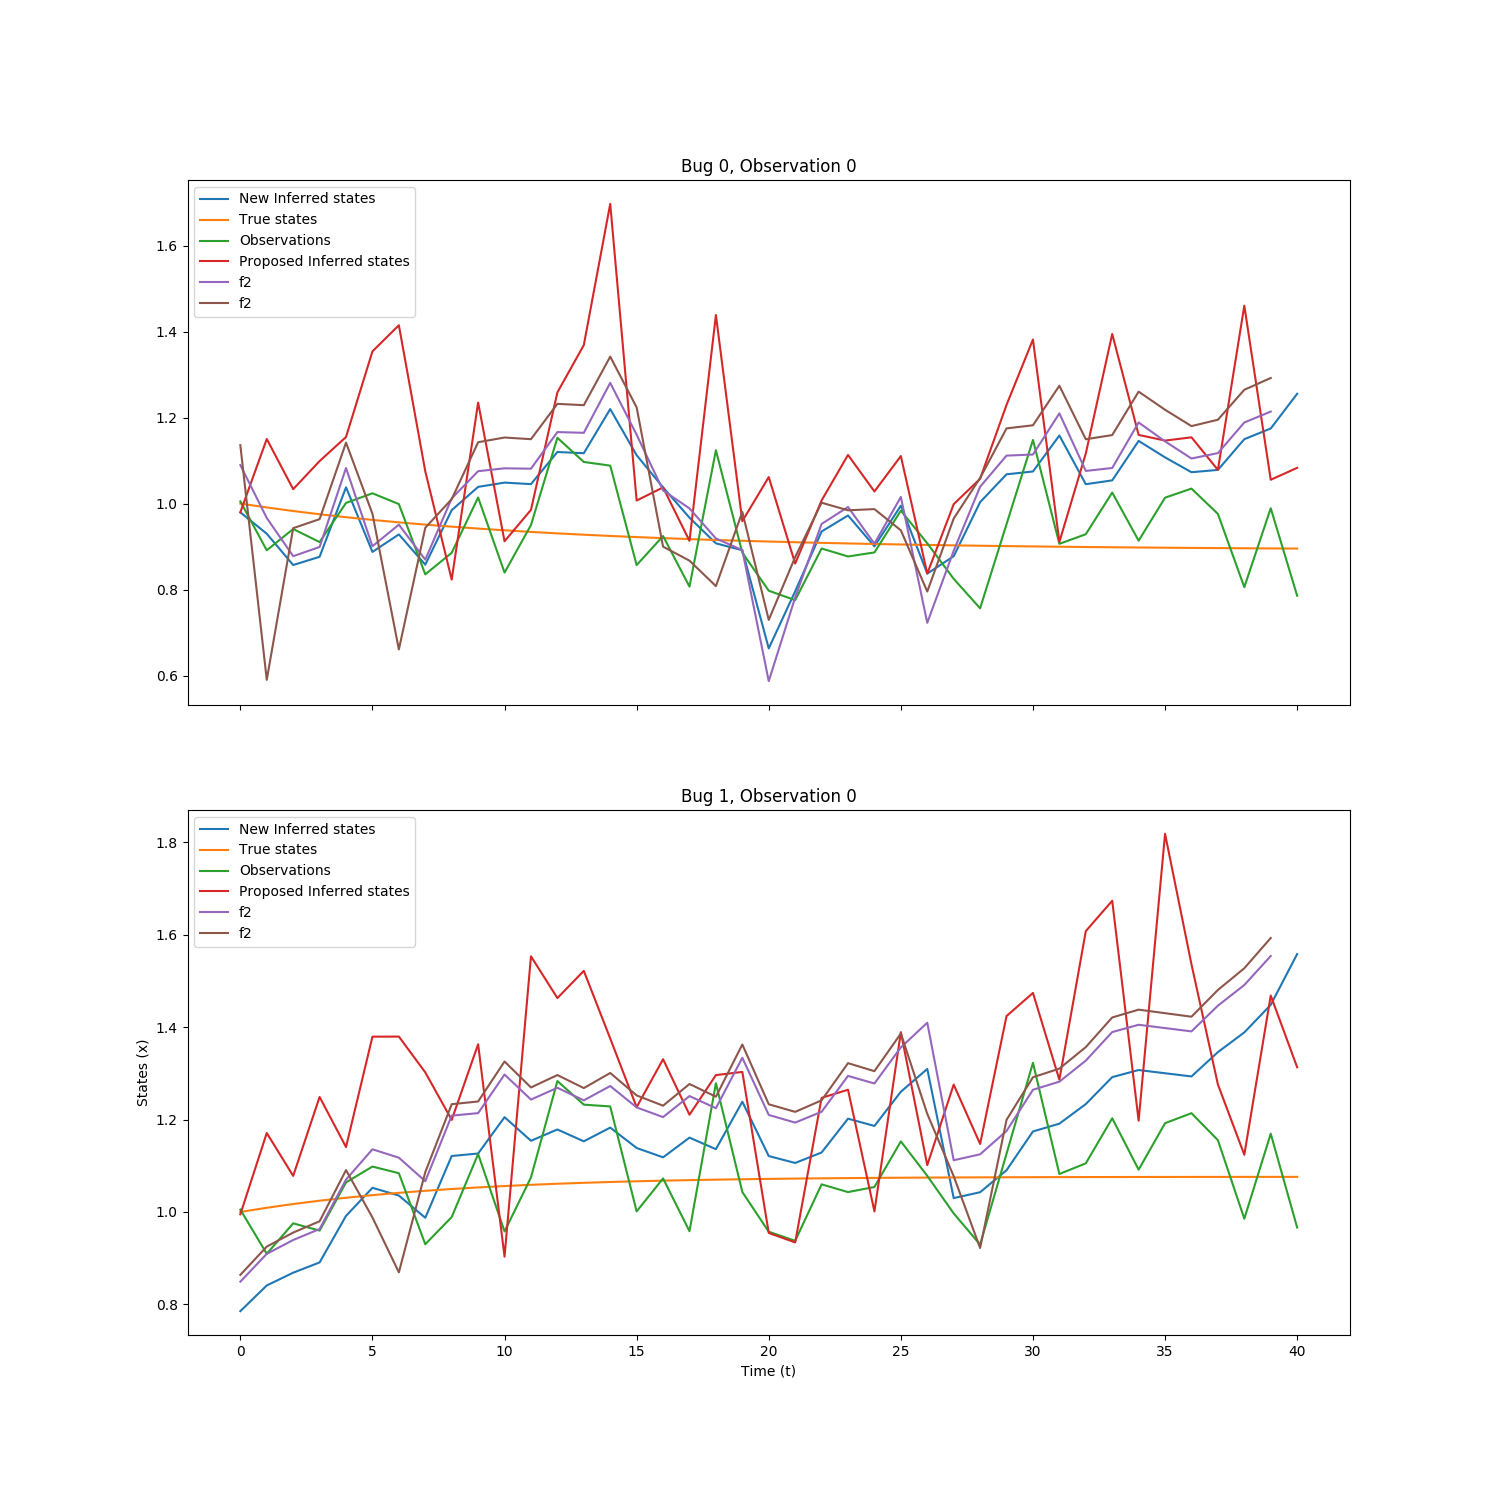 Bug 0, Observation 0
New Inferred states
True states
Observations
Proposed Inferred states
f2
f2
1.6
1.4
1.2
1.0
0.8
0.6
Bug 1, Observation 0
New Inferred states
True states
Observations
Proposed Inferred states
f2
f2
1.8
1.6
1.4
1.2
1.0
0.8
States (x)
0 5 10 15 20 25 30 35 40
Time (t)